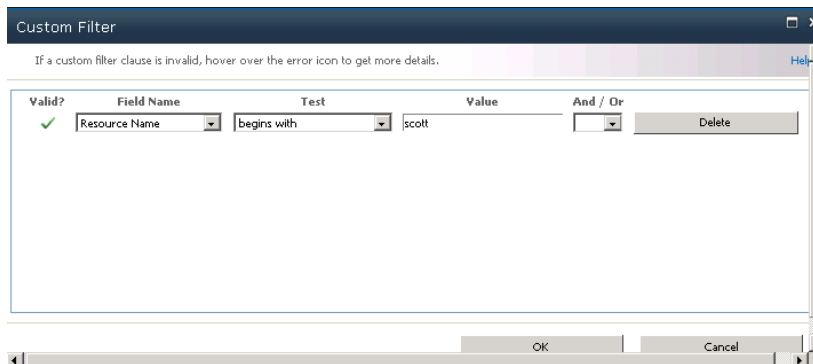 Custom Filter
If a custom filter clause is invalid, hover over the error icon to get more details.
Help
Valid? Field Name Test Value And / Or
Resource Name begins with scott Delete
OK Cancel